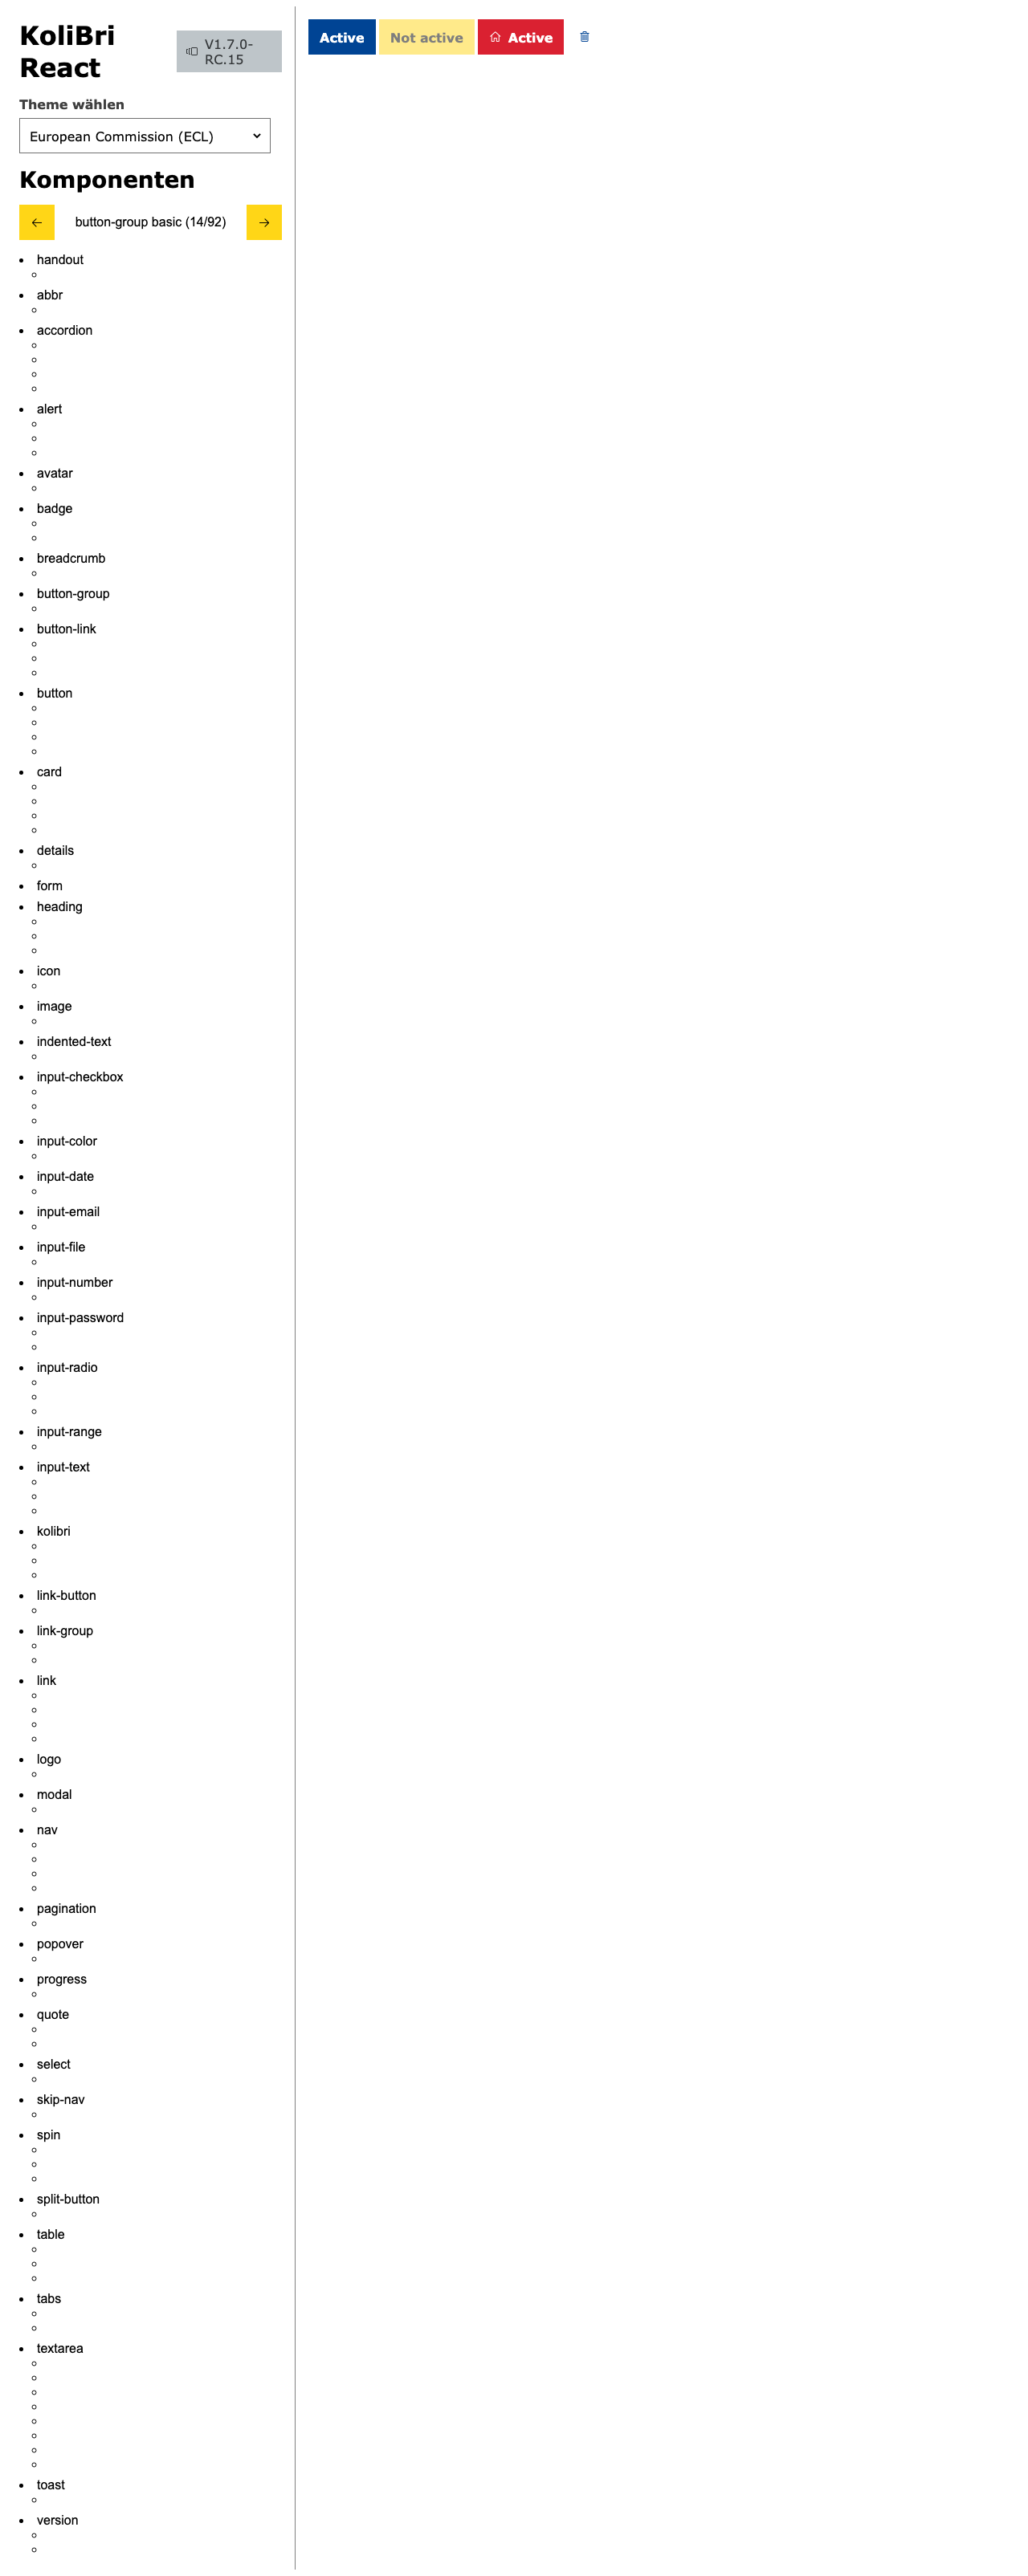 KoliBri
React
V1.7.0-
RC.15
Theme wählen
European Commission (ECL)
Komponenten
button-group basic (14/92)
handout
abbr
accordion
alert
avatar
badge
breadcrumb
button-group
button-link
button
card
details
form
heading
icon
image
indented-text
input-checkbox
input-color
input-date
input-email
input-file
input-number
input-password
input-radio
input-range
input-text
kolibri
link-button
link-group
link
logo
modal
nav
pagination
popover
progress
quote
select
skip-nav
spin
split-button
table
tabs
textarea
toast
version
Active
Not active
Active